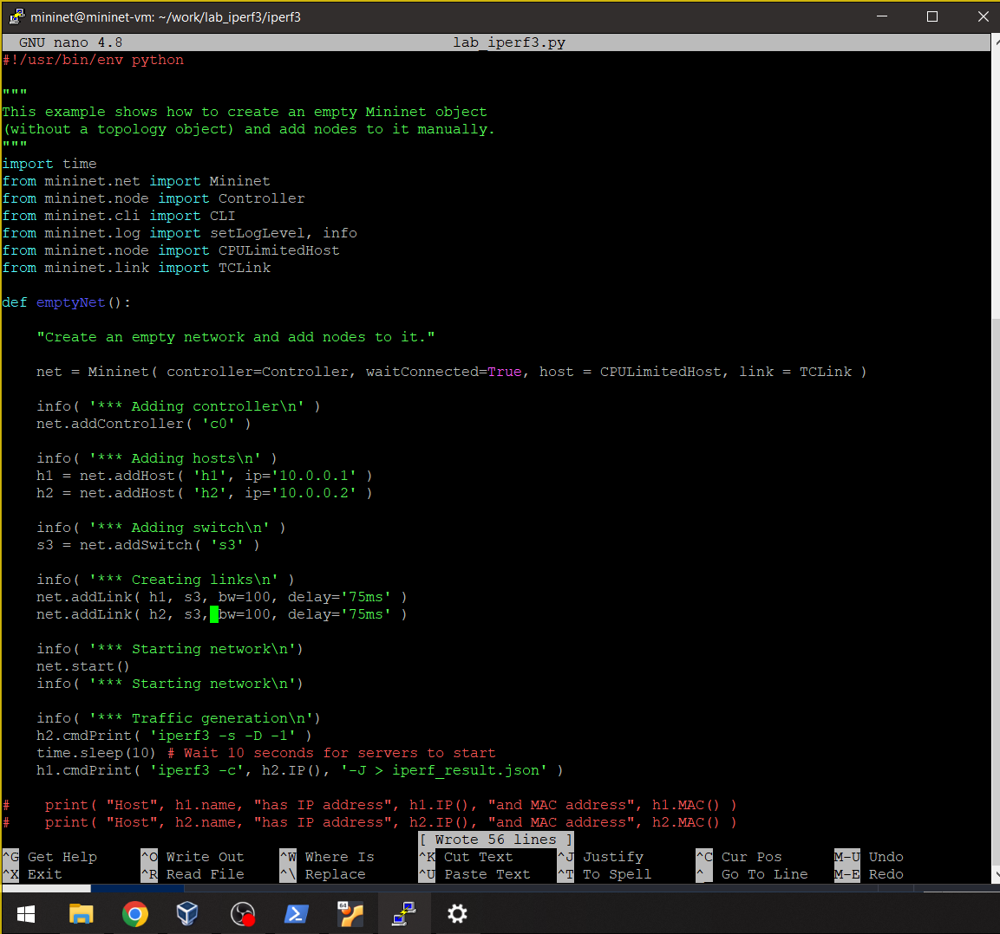 mininet@mininet-vm: ~/work/lab_iperf3/iperf3
GNU nano 4.8 lab_iperf3.py
#!/usr/bin/env python
"""
This example shows how to create an empty Mininet object
(without a topology object) and add nodes to it manually.
"""
import time
from mininet.net import Mininet
from mininet.node import Controller
from mininet.cli import CLI
from mininet.log import setLogLevel, info
from mininet.node import CPULimitedHost
from mininet.link import TCLink
def emptyNet():
"Create an empty network and add nodes to it."
net = Mininet( controller=Controller, waitConnected=True, host = CPULimitedHost, link = TCLink )
info( '*** Adding controller\n' )
net.addController( 'c0' )
info( '*** Adding hosts\n' )
h1 = net.addHost( 'h1', ip='10.0.0.1' )
h2 = net.addHost( 'h2', ip='10.0.0.2' )
info( '*** Adding switch\n' )
s3 = net.addSwitch( 's3' )
info( '*** Creating links\n' )
net.addLink( h1, s3, bw=100, delay='75ms' )
net.addLink( h2, s3, bw=100, delay='75ms' )
info( '*** Starting network\n')
net.start()
info( '*** Starting network\n')
info( '*** Traffic generation\n')
h2.cmdPrint( 'iperf3 -s -D -1' )
time.sleep(10) # Wait 10 seconds for servers to start
h1.cmdPrint( 'iperf3 -c', h2.IP(), '-J > iperf_result.json' )
#    print( "Host", h1.name, "has IP address", h1.IP(), "and MAC address", h1.MAC() )
#    print( "Host", h2.name, "has IP address", h2.IP(), "and MAC address", h2.MAC() )
[ Wrote 56 lines ]
^G Get Help ^O Write Out ^W Where Is ^K Cut Text ^J Justify ^C Cur Pos M-U Undo
^X Exit ^R Read File ^\ Replace ^U Paste Text ^T To Spell ^_ Go To Line M-E Redo
64